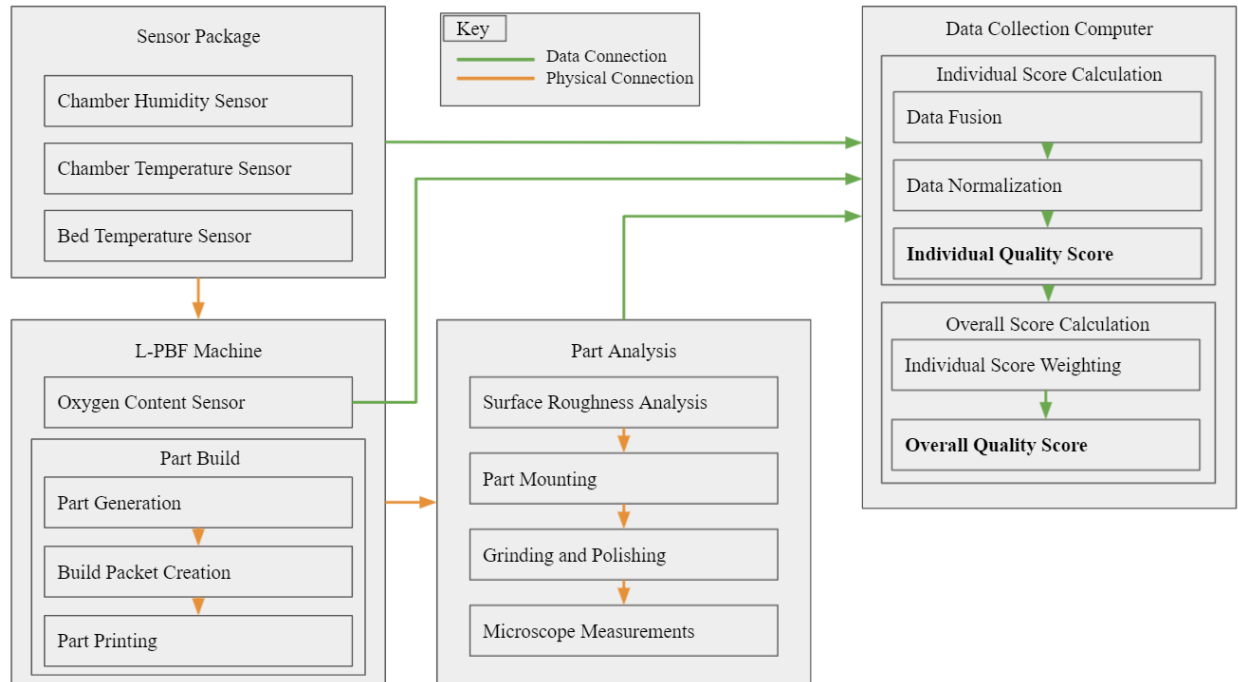 Sensor Package
Chamber Humidity Sensor
Chamber Temperature Sensor
Bed Temperature Sensor
Key
Data Connection
Physical Connection
Data Collection Computer
Individual Score Calculation
Data Fusion
Data Normalization
Individual Quality Score
Overall Score Calculation
Individual Score Weighting
Overall Quality Score
L-PBF Machine
Oxygen Content Sensor
Part Build
Part Generation
Build Packet Creation
Part Printing
Part Analysis
Surface Roughness Analysis
Part Mounting
Grinding and Polishing
Microscope Measurements